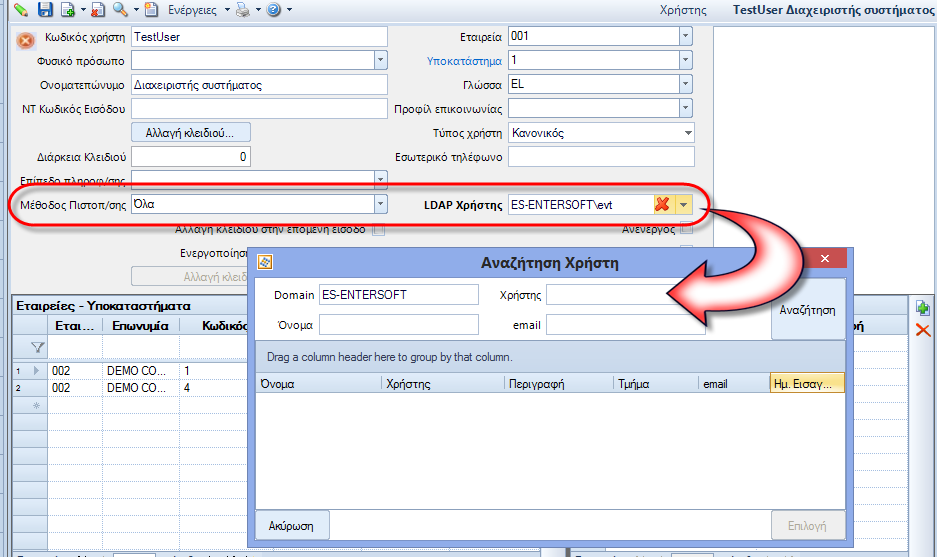 Ενέργειες
Χρήστης TestUser Διαχειριστής συστήματος
Κωδικός χρήστη TestUser Εταιρεία 001
Φυσικό πρόσωπο Υποκατάστημα 1
Ονοματεπώνυμο Διαχειριστής συστήματος Γλώσσα EL
NT Κωδικός Εισόδου Προφίλ επικοινωνίας
Αλλαγή κλειδιού... Τύπος χρήστη Κανονικός
Διάρκεια Κλειδιού 0 Εσωτερικό τηλέφωνο
Επίπεδο πληροφ/σης
Μέθοδος Πιστοπ/σης Όλα LDAP Χρήστης ES-ENTERSOFT\evt
Αλλαγή κλειδιού στην επόμενη είσοδο Ανενεργός
Ενεργοποίηση
Αλλαγή κλειδ
Αναζήτηση Χρήστη
Domain ES-ENTERSOFT Χρήστης
Αναζήτηση
Όνομα email
Drag a column header here to group by that column.
Όνομα Χρήστης Περιγραφή Τμήμα email Ημ. Εισαγ...
Ακύρωση Επιλογή
Εταιρείες - Υποκαταστήματα
Εται... Επωνυμία Κωδικός
1 002 DEMO CO... 1
2 002 DEMO CO... 4